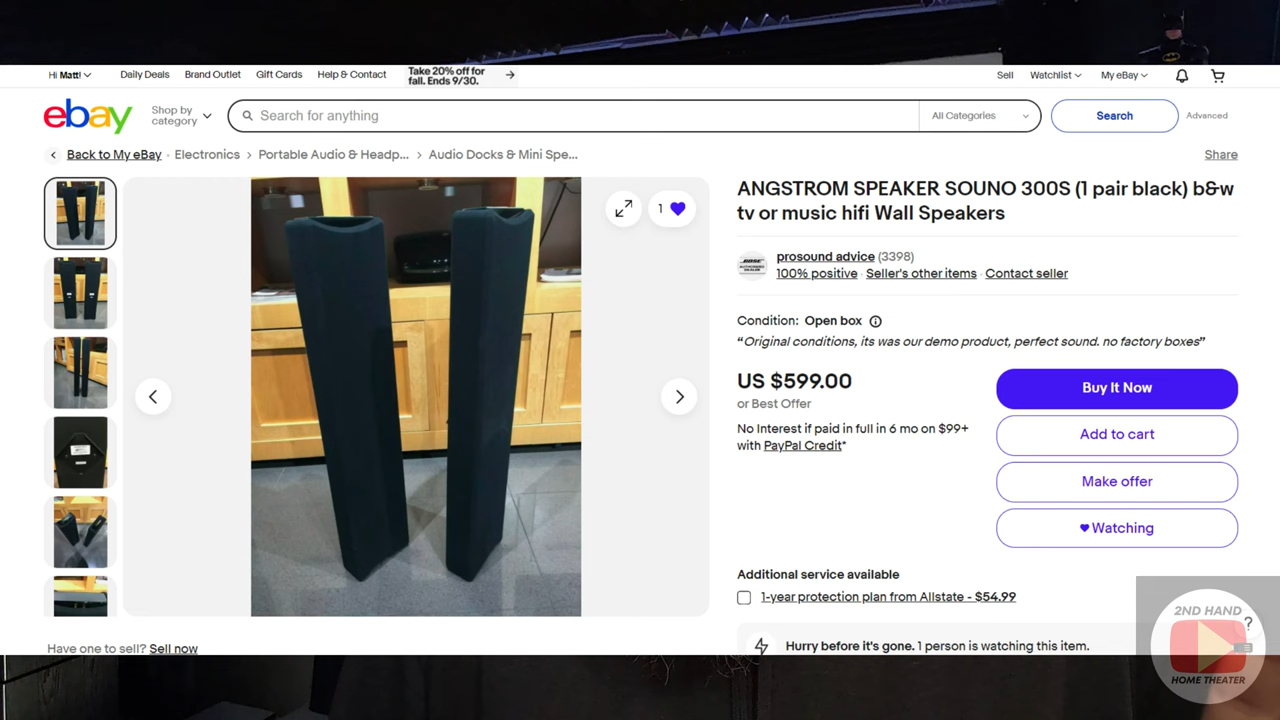 Hi Matt!
Daily Deals
Brand Outlet
Gift Cards
Help & Contact
Take 20% off for
fall. Ends 9/30.
Sell
Watchlist
My eBay
ebay
Shop by
category
Search for anything
All Categories
Search
Advanced
Back to My eBay
Electronics
Portable Audio & Headp...
Audio Docks & Mini Spe...
Share
1
ANGSTROM SPEAKER SOUNO 300S (1 pair black) b&w
tv or music hifi Wall Speakers
BOSE
prosound advice (3398)
100% positive · Seller's other items · Contact seller
Condition: Open box
“Original conditions, its was our demo product, perfect sound. no factory boxes”
US $599.00
or Best Offer
No Interest if paid in full in 6 mo on $99+
with PayPal Credit*
Buy It Now
Add to cart
Make offer
Watching
Additional service available
1-year protection plan from Allstate - $54.99
Hurry before it's gone. 1 person is watching this item.
Have one to sell? Sell now
2ND HAND
?
HOME THEATER